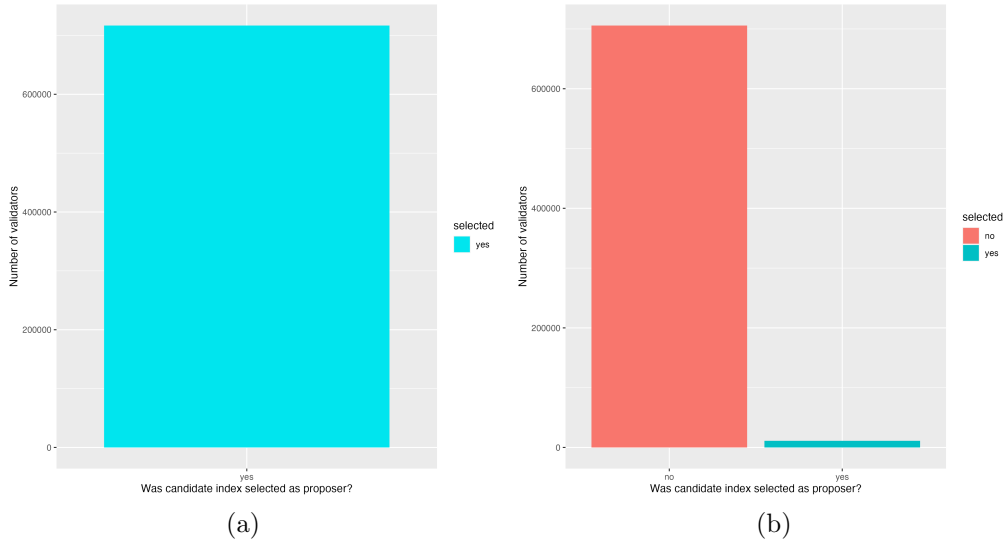 600000
400000
200000
0
Number of validators
yes
Was candidate index selected as proposer?
selected
yes
(a)
600000
400000
200000
0
Number of validators
no yes
Was candidate index selected as proposer?
selected
no
yes
(b)